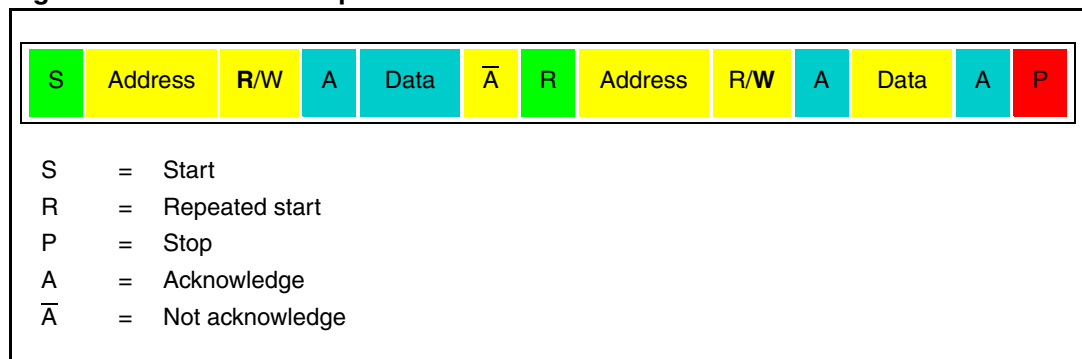 S Address R/W A Data A̅ R Address R/W A Data A P
S = Start
R = Repeated start
P = Stop
A = Acknowledge
A̅ = Not acknowledge